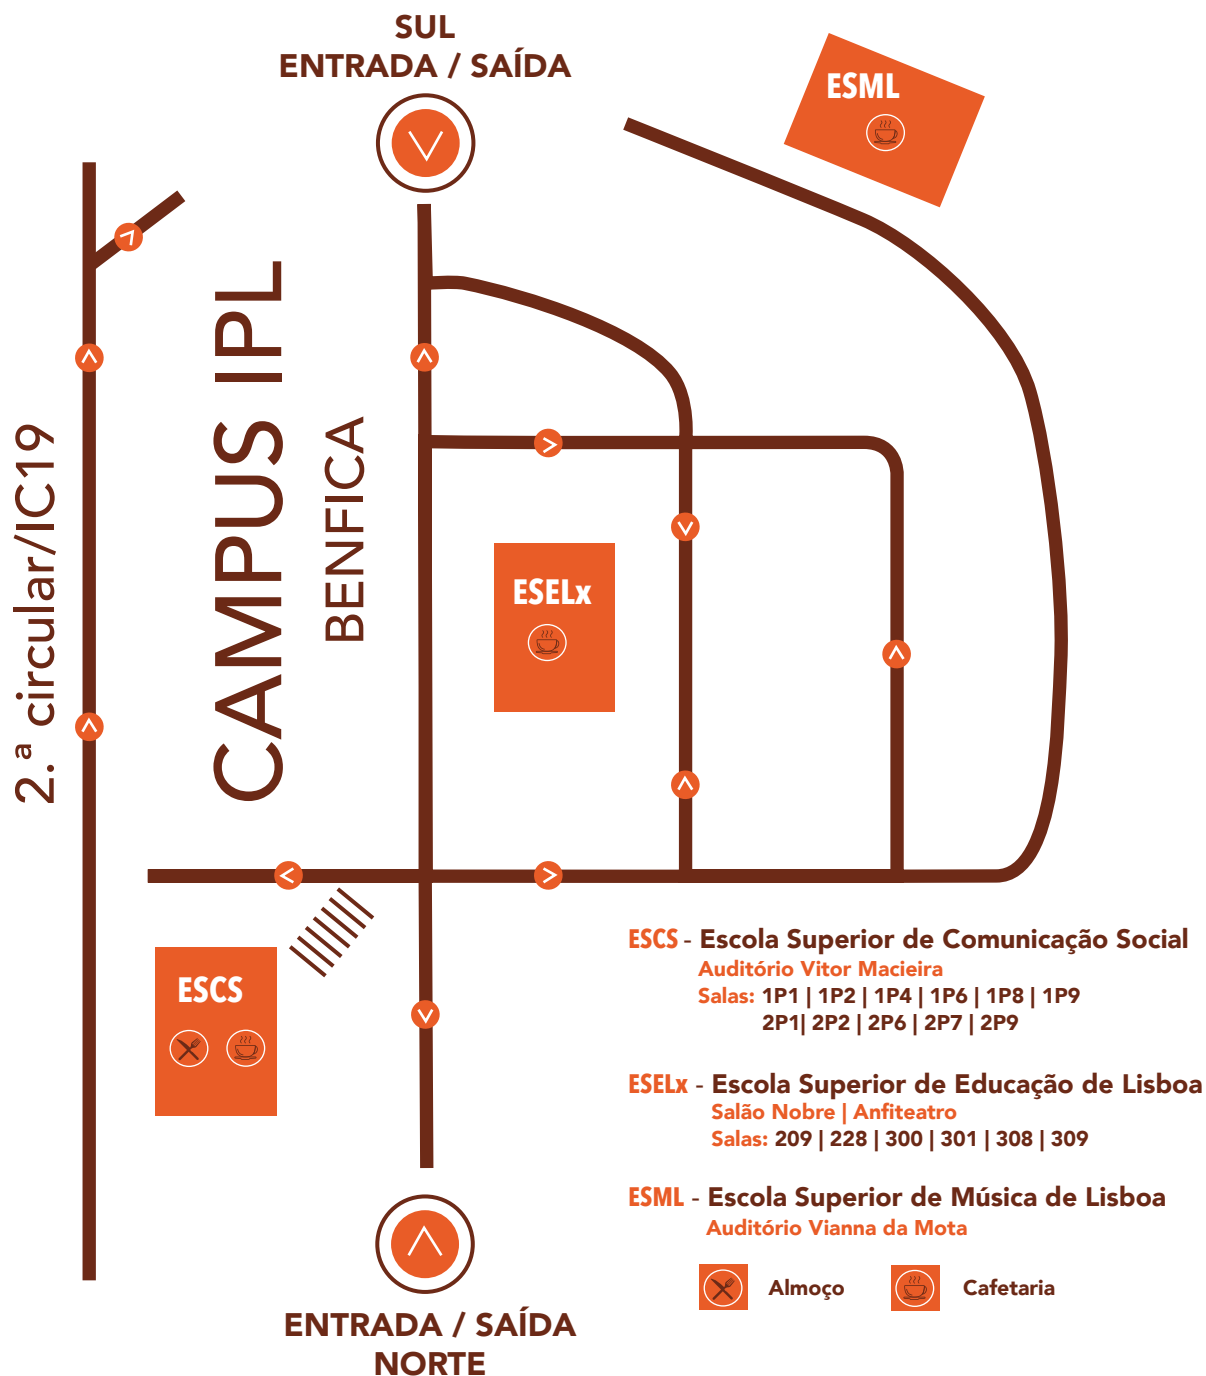 SUL
ENTRADA / SAÍDA
ESML
2.ª circular/IC19
CAMPUS IPL
BENFICA
ESELx
ESCS
ESCS - Escola Superior de Comunicação Social
Auditório Vitor Macieira
Salas: 1P1 | 1P2 | 1P4 | 1P6 | 1P8 | 1P9
2P1| 2P2 | 2P6 | 2P7 | 2P9
ESELx - Escola Superior de Educação de Lisboa
Salão Nobre | Anfiteatro
Salas: 209 | 228 | 300 | 301 | 308 | 309
ESML - Escola Superior de Música de Lisboa
Auditório Vianna da Mota
Almoço
Cafetaria
ENTRADA / SAÍDA
NORTE